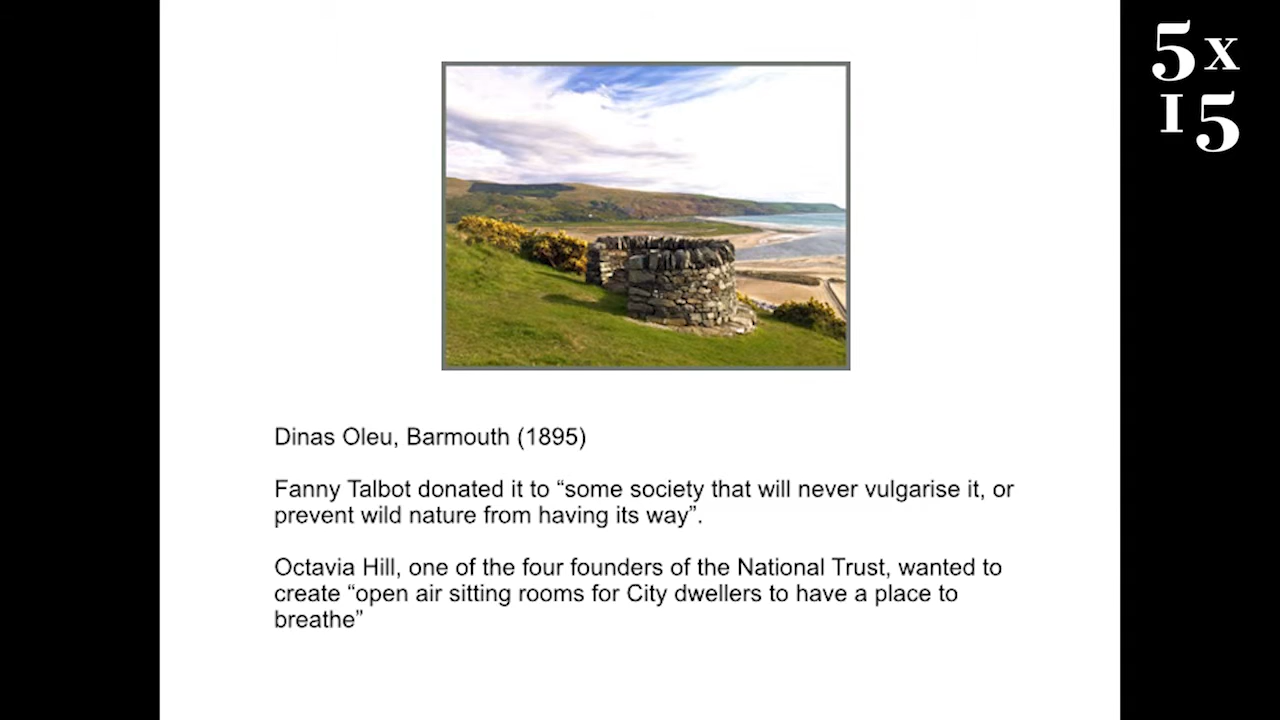 5 x
15
Dinas Oleu, Barmouth (1895)
Fanny Talbot donated it to “some society that will never vulgarise it, or
prevent wild nature from having its way”.
Octavia Hill, one of the four founders of the National Trust, wanted to
create “open air sitting rooms for City dwellers to have a place to
breathe”